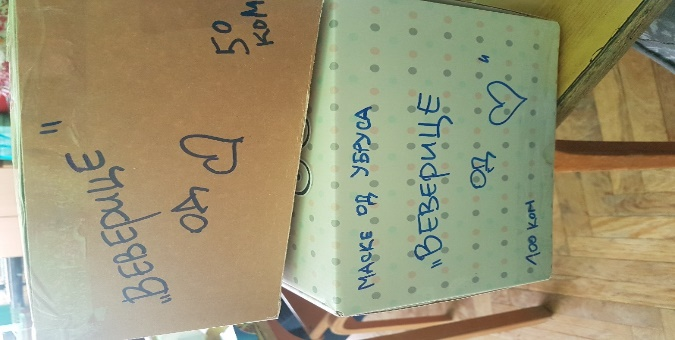 "ВЕВЕРИЦЕ"
ОД ♡
50
КОМ
МАСКЕ ОД УБРУСА
„ВЕВЕРИЦЕ
ОД
♡"
100 КОМ